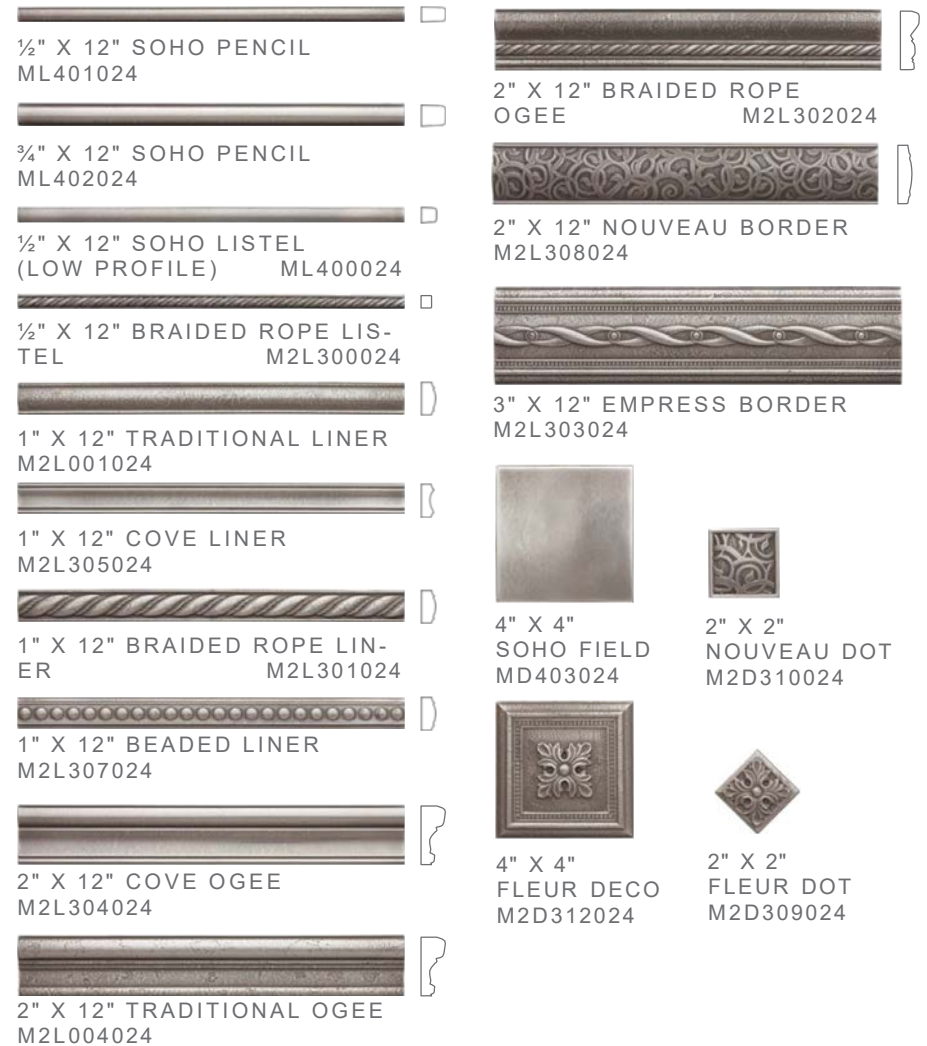 ½" X 12" SOHO PENCIL
ML401024
¾" X 12" SOHO PENCIL
ML402024
½" X 12" SOHO LISTEL
(LOW PROFILE) ML400024
½" X 12" BRAIDED ROPE LIS-
TEL M2L300024
1" X 12" TRADITIONAL LINER
M2L001024
1" X 12" COVE LINER
M2L305024
1" X 12" BRAIDED ROPE LIN-
ER M2L301024
1" X 12" BEADED LINER
M2L307024
2" X 12" COVE OGEE
M2L304024
2" X 12" TRADITIONAL OGEE
M2L004024
2" X 12" BRAIDED ROPE
OGEE M2L302024
2" X 12" NOUVEAU BORDER
M2L308024
3" X 12" EMPRESS BORDER
M2L303024
4" X 4"
SOHO FIELD
MD403024
2" X 2"
NOUVEAU DOT
M2D310024
4" X 4"
FLEUR DECO
M2D312024
2" X 2"
FLEUR DOT
M2D309024